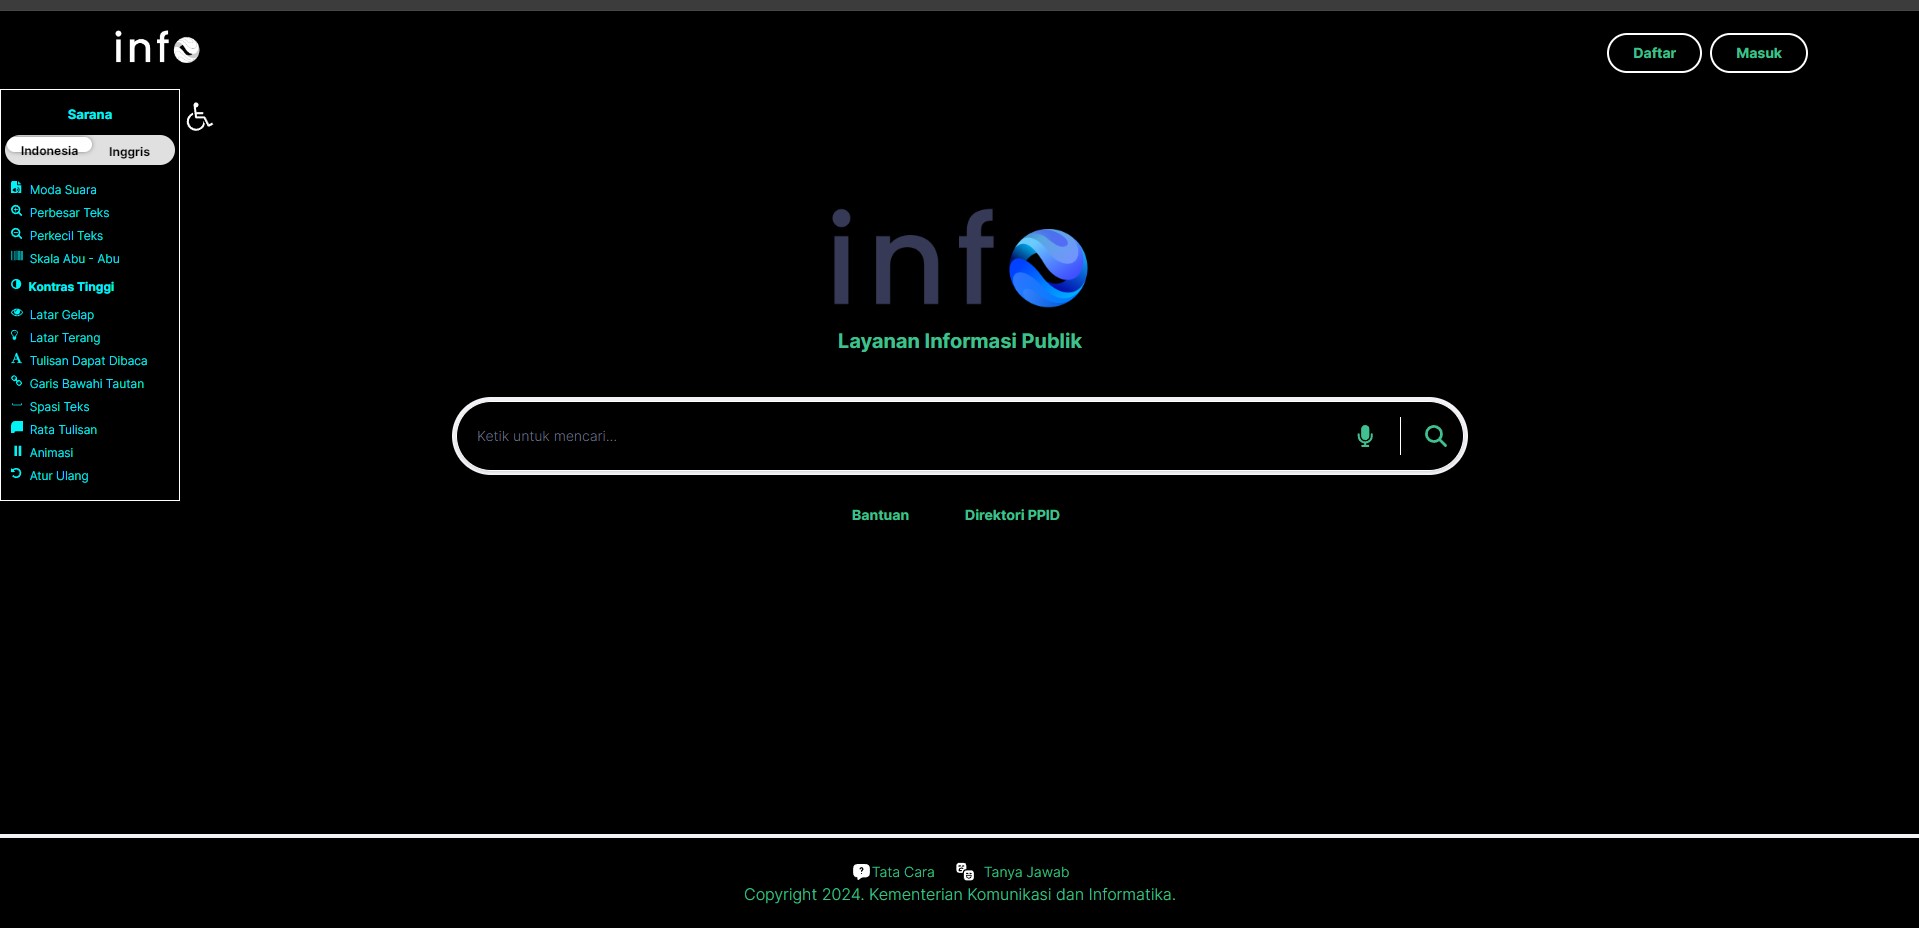 info
Daftar Masuk
Sarana
Indonesia Inggris
Moda Suara
Perbesar Teks
Perkecil Teks
Skala Abu - Abu
Kontras Tinggi
Latar Gelap
Latar Terang
Tulisan Dapat Dibaca
Garis Bawahi Tautan
Spasi Teks
Rata Tulisan
Animasi
Atur Ulang
info
Layanan Informasi Publik
Ketik untuk mencari...
Bantuan Direktori PPID
Tata Cara Tanya Jawab
Copyright 2024. Kementerian Komunikasi dan Informatika.